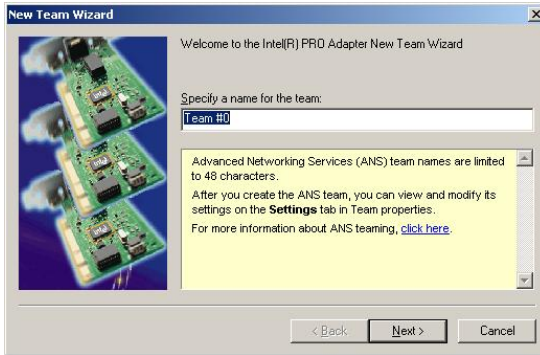 New Team Wizard
Welcome to the Intel(R) PRO Adapter New Team Wizard
Specify a name for the team:
Team #0
Advanced Networking Services (ANS) team names are limited
to 48 characters.
After you create the ANS team, you can view and modify its
settings on the Settings tab in Team properties.
For more information about ANS teaming, click here.
< Back
Next >
Cancel